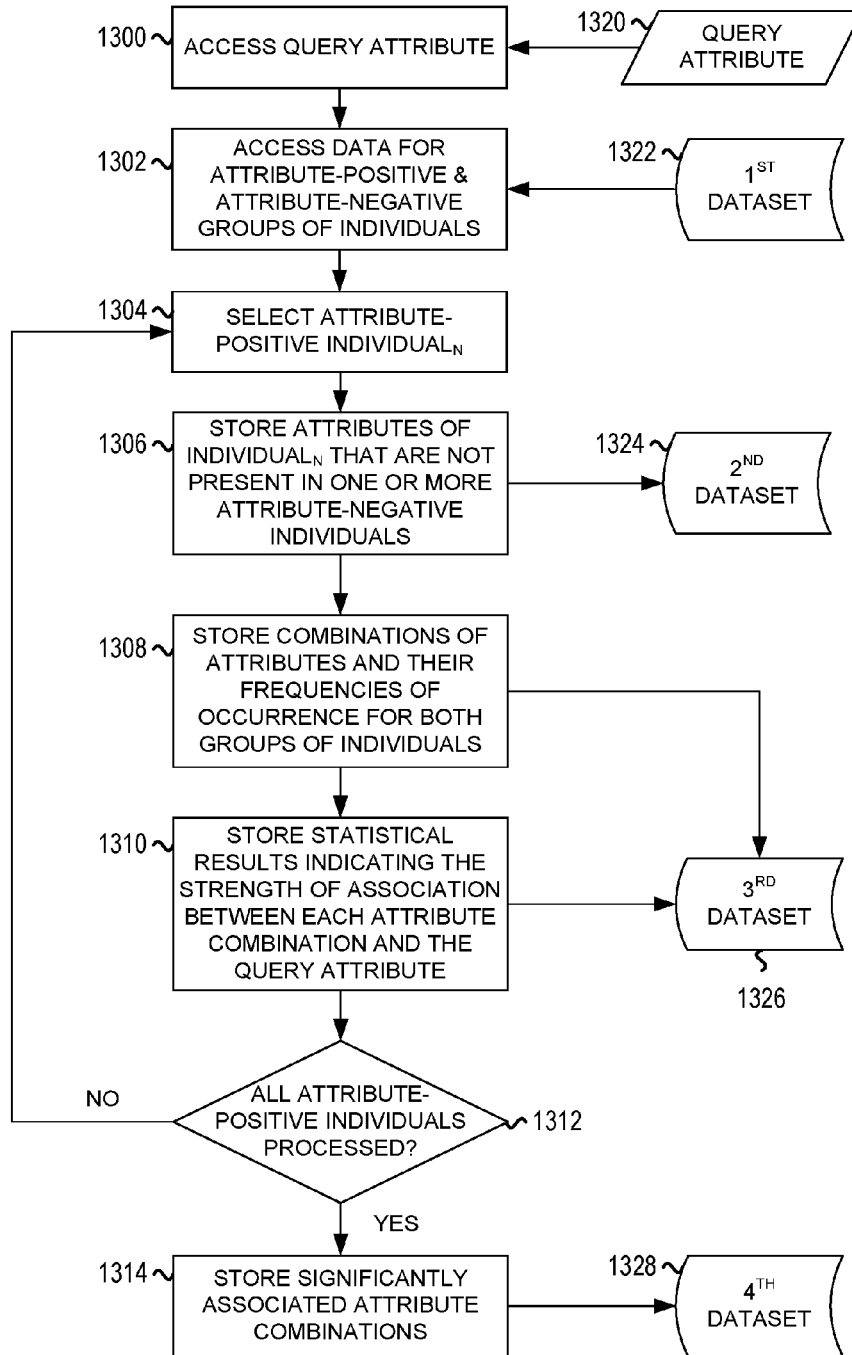 1300
ACCESS QUERY ATTRIBUTE
1320
QUERY
ATTRIBUTE
1302
ACCESS DATA FOR
ATTRIBUTE-POSITIVE &
ATTRIBUTE-NEGATIVE
GROUPS OF INDIVIDUALS
1322
1ST
DATASET
1304
SELECT ATTRIBUTE-
POSITIVE INDIVIDUALN
1306
STORE ATTRIBUTES OF
INDIVIDUALN THAT ARE NOT
PRESENT IN ONE OR MORE
ATTRIBUTE-NEGATIVE
INDIVIDUALS
1324
2ND
DATASET
1308
STORE COMBINATIONS OF
ATTRIBUTES AND THEIR
FREQUENCIES OF
OCCURRENCE FOR BOTH
GROUPS OF INDIVIDUALS
1310
STORE STATISTICAL
RESULTS INDICATING THE
STRENGTH OF ASSOCIATION
BETWEEN EACH ATTRIBUTE
COMBINATION AND THE
QUERY ATTRIBUTE
3RD
DATASET
1326
NO
ALL ATTRIBUTE-
POSITIVE INDIVIDUALS
PROCESSED?
1312
YES
1314
STORE SIGNIFICANTLY
ASSOCIATED ATTRIBUTE
COMBINATIONS
1328
4TH
DATASET